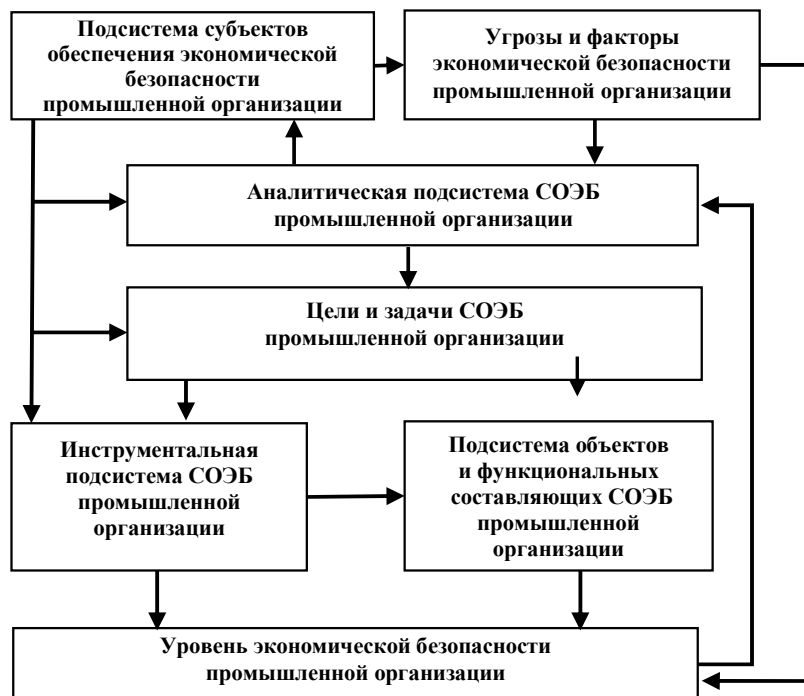 Подсистема субъектов
обеспечения экономической
безопасности
промышленной организации
Угрозы и факторы
экономической безопасности
промышленной организации
Аналитическая подсистема СОЭБ
промышленной организации
Цели и задачи СОЭБ
промышленной организации
Инструментальная
подсистема СОЭБ
промышленной
организации
Подсистема объектов
и функциональных
составляющих СОЭБ
промышленной
организации
Уровень экономической безопасности
промышленной организации